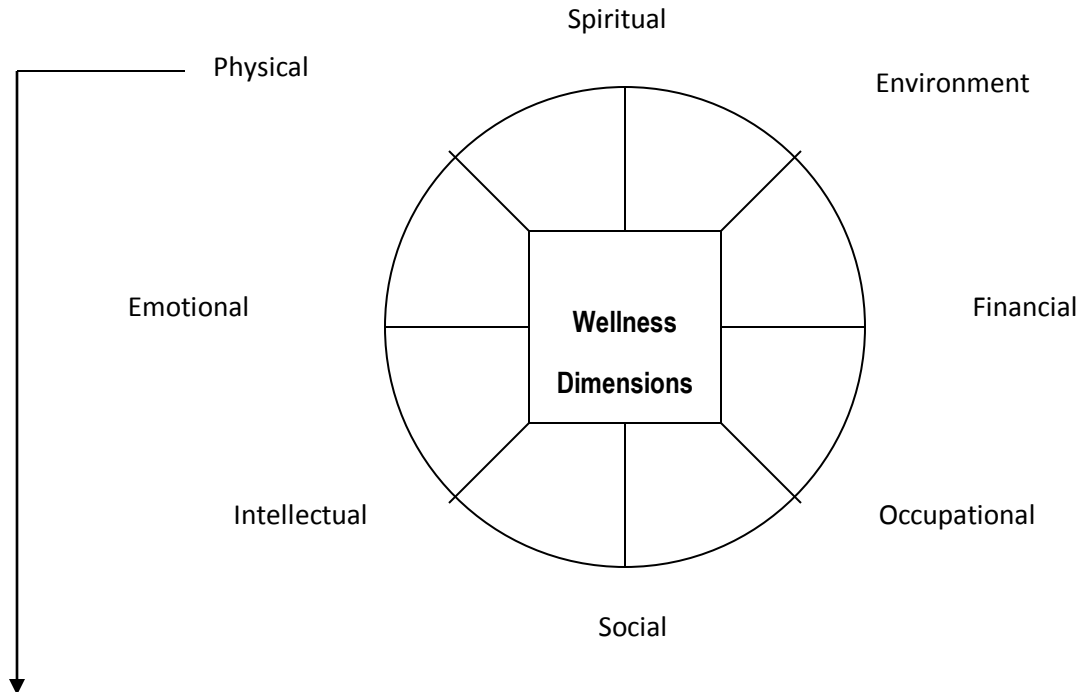 Spiritual
Physical
Environment
Emotional
Wellness
Dimensions
Financial
Intellectual
Occupational
Social